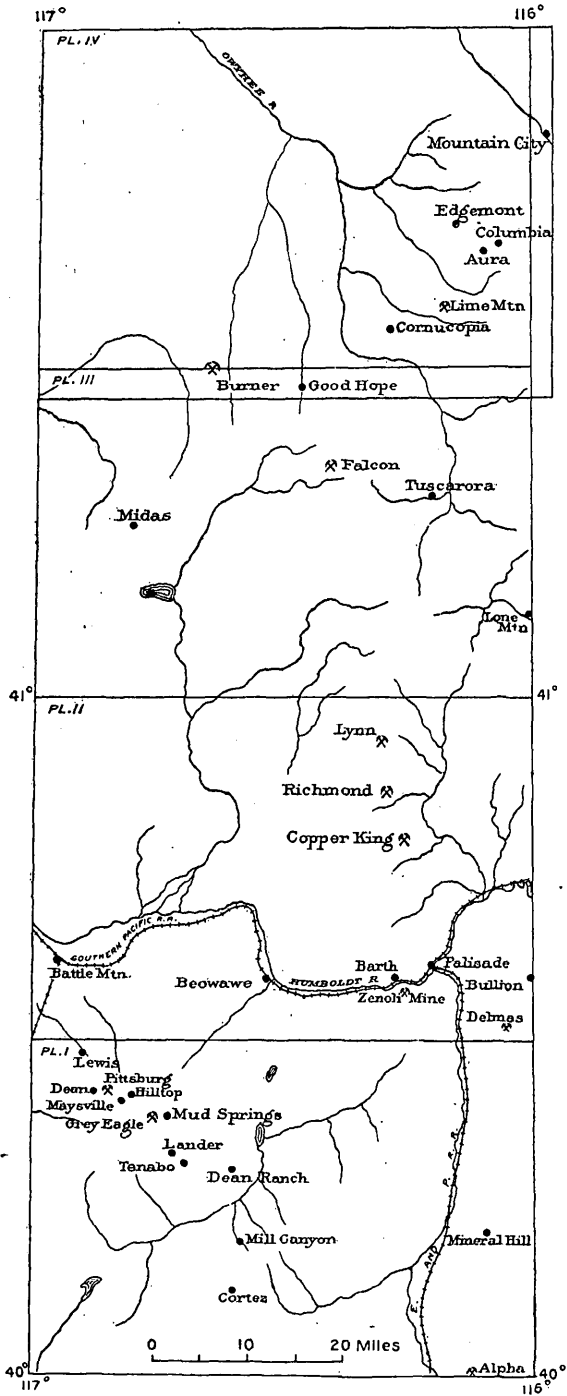 117°
116°
PL. IV
OWYHEE R
Mountain City
Edgemont
Columbia
Aura
Lime Mtn
Cornucopia
PL. III
Burner
Good Hope
Falcon
Tuscarora
Midas
Lone
Mtn
41°
41°
PL. II
Lynn
Richmond
Copper King
SOUTHERN PACIFIC R.R.
Battle Mtn.
Beowawe
HUMBOLDT R
Barth
Palisade
Zenoli Mine
Bullion
Delmas
PL. I
Lewis
Pittsburg
Dean
Hilltop
Maysville
Grey Eagle
Mud Springs
Lander
Tenabo
Dean Ranch
Mill Canyon
Mineral Hill
E. AND P. R. R.
Cortez
0 10 20 Miles
Alpha
40°
117°
40°
116°